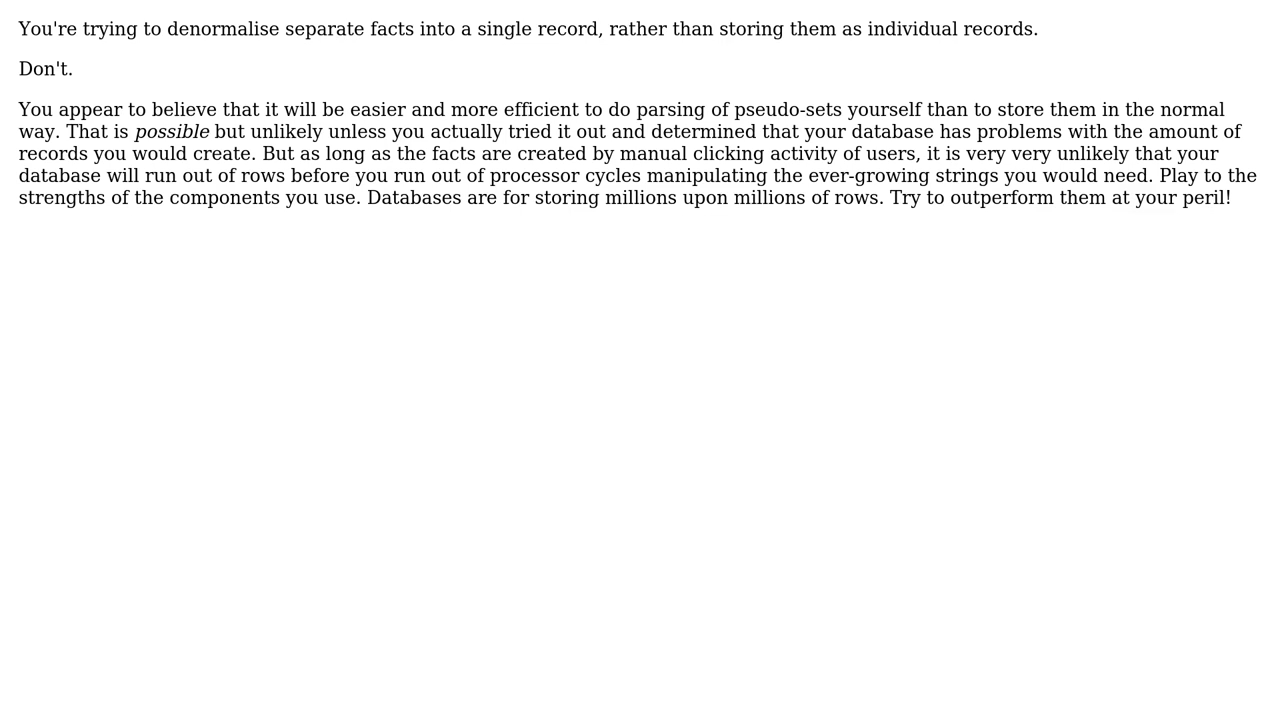 You're trying to denormalise separate facts into a single record, rather than storing them as individual records.
Don't.
You appear to believe that it will be easier and more efficient to do parsing of pseudo-sets yourself than to store them in the normal
way. That is possible but unlikely unless you actually tried it out and determined that your database has problems with the amount of
records you would create. But as long as the facts are created by manual clicking activity of users, it is very very unlikely that your
database will run out of rows before you run out of processor cycles manipulating the ever-growing strings you would need. Play to the
strengths of the components you use. Databases are for storing millions upon millions of rows. Try to outperform them at your peril!